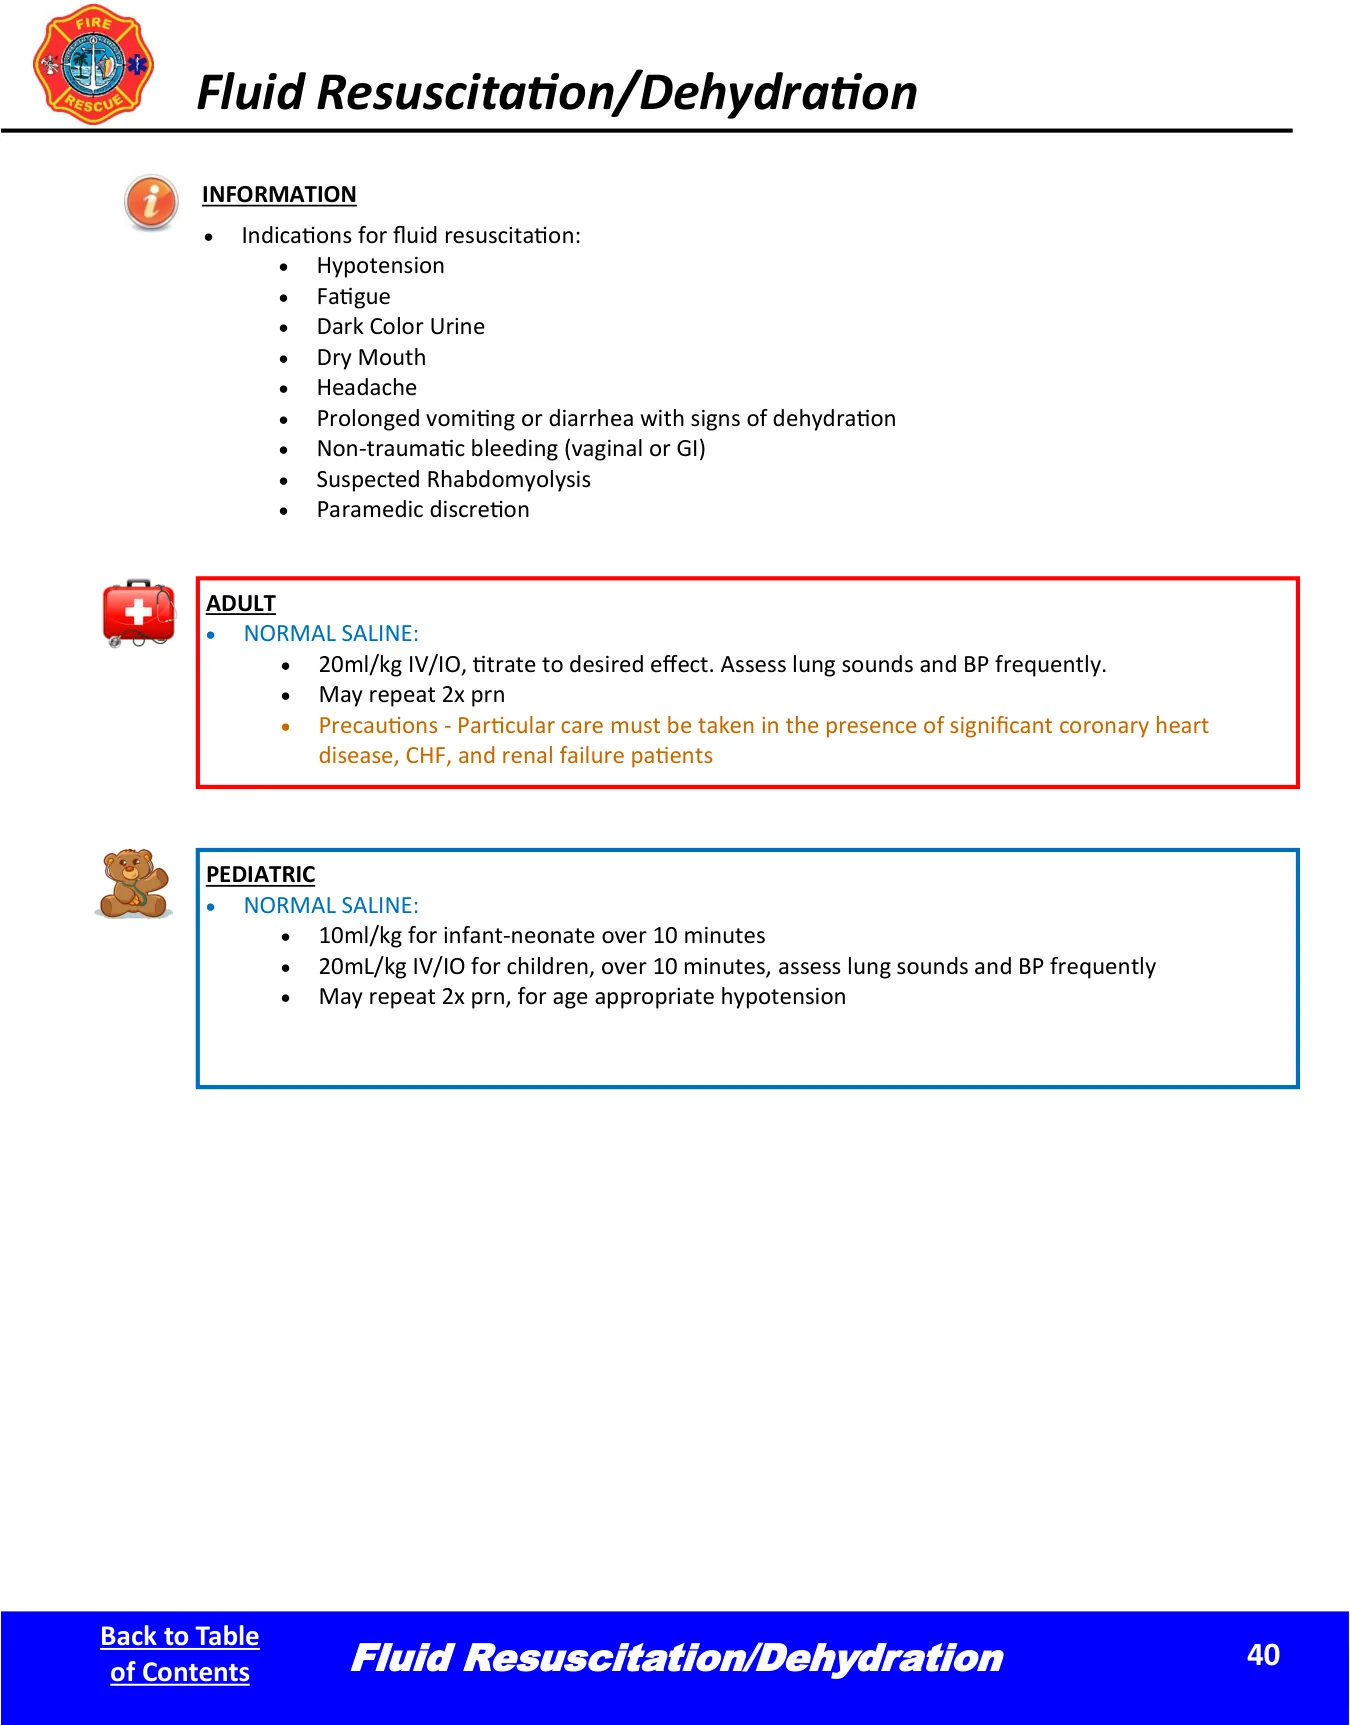 FIRE
RESCUE
Fluid Resuscitation/Dehydration
INFORMATION
• Indications for fluid resuscitation:
• Hypotension
• Fatigue
• Dark Color Urine
• Dry Mouth
• Headache
• Prolonged vomiting or diarrhea with signs of dehydration
• Non-traumatic bleeding (vaginal or GI)
• Suspected Rhabdomyolysis
• Paramedic discretion
ADULT
• NORMAL SALINE:
• 20ml/kg IV/IO, titrate to desired effect. Assess lung sounds and BP frequently.
• May repeat 2x prn
• Precautions - Particular care must be taken in the presence of significant coronary heart
disease, CHF, and renal failure patients
PEDIATRIC
• NORMAL SALINE:
• 10ml/kg for infant-neonate over 10 minutes
• 20mL/kg IV/IO for children, over 10 minutes, assess lung sounds and BP frequently
• May repeat 2x prn, for age appropriate hypotension
Back to Table
of Contents
Fluid Resuscitation/Dehydration
40